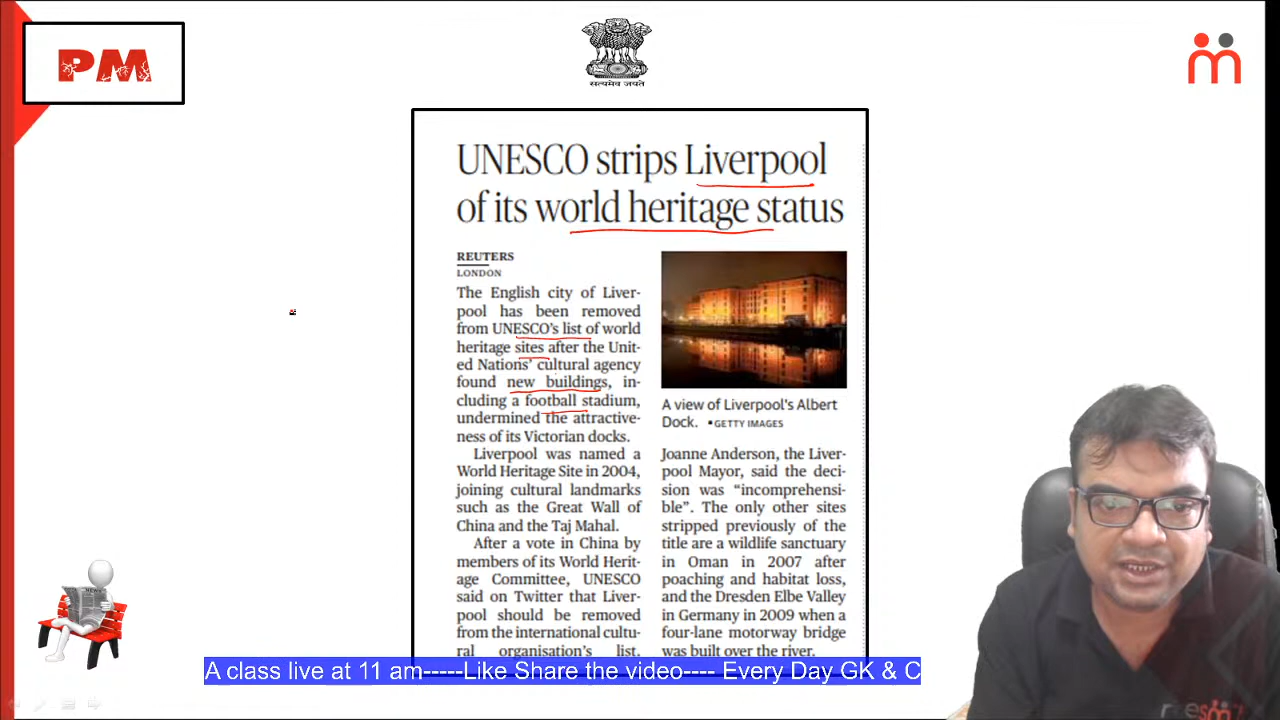 PM
सत्यमेव जयते
UNESCO strips Liverpool
of its world heritage status
REUTERS
LONDON
The English city of Liver-
pool has been removed
from UNESCO's list of world
heritage sites after the Unit-
ed Nations' cultural agency
found new buildings, in-
cluding a football stadium,
undermined the attractive-
ness of its Victorian docks.
Liverpool was named a
World Heritage Site in 2004,
joining cultural landmarks
such as the Great Wall of
China and the Taj Mahal.
After a vote in China by
members of its World Herit-
age Committee, UNESCO
said on Twitter that Liver-
pool should be removed
from the international cultu-
ral organisation's list.
A view of Liverpool's Albert
Dock. ▪GETTY IMAGES
Joanne Anderson, the Liver-
pool Mayor, said the deci-
sion was “incomprehensi-
ble”. The only other sites
stripped previously of the
title are a wildlife sanctuary
in Oman in 2007 after
poaching and habitat loss,
and the Dresden Elbe Valley
in Germany in 2009 when a
four-lane motorway bridge
was built over the river.
NEWS
A class live at 11 am-----Like Share the video---- Every Day GK & C